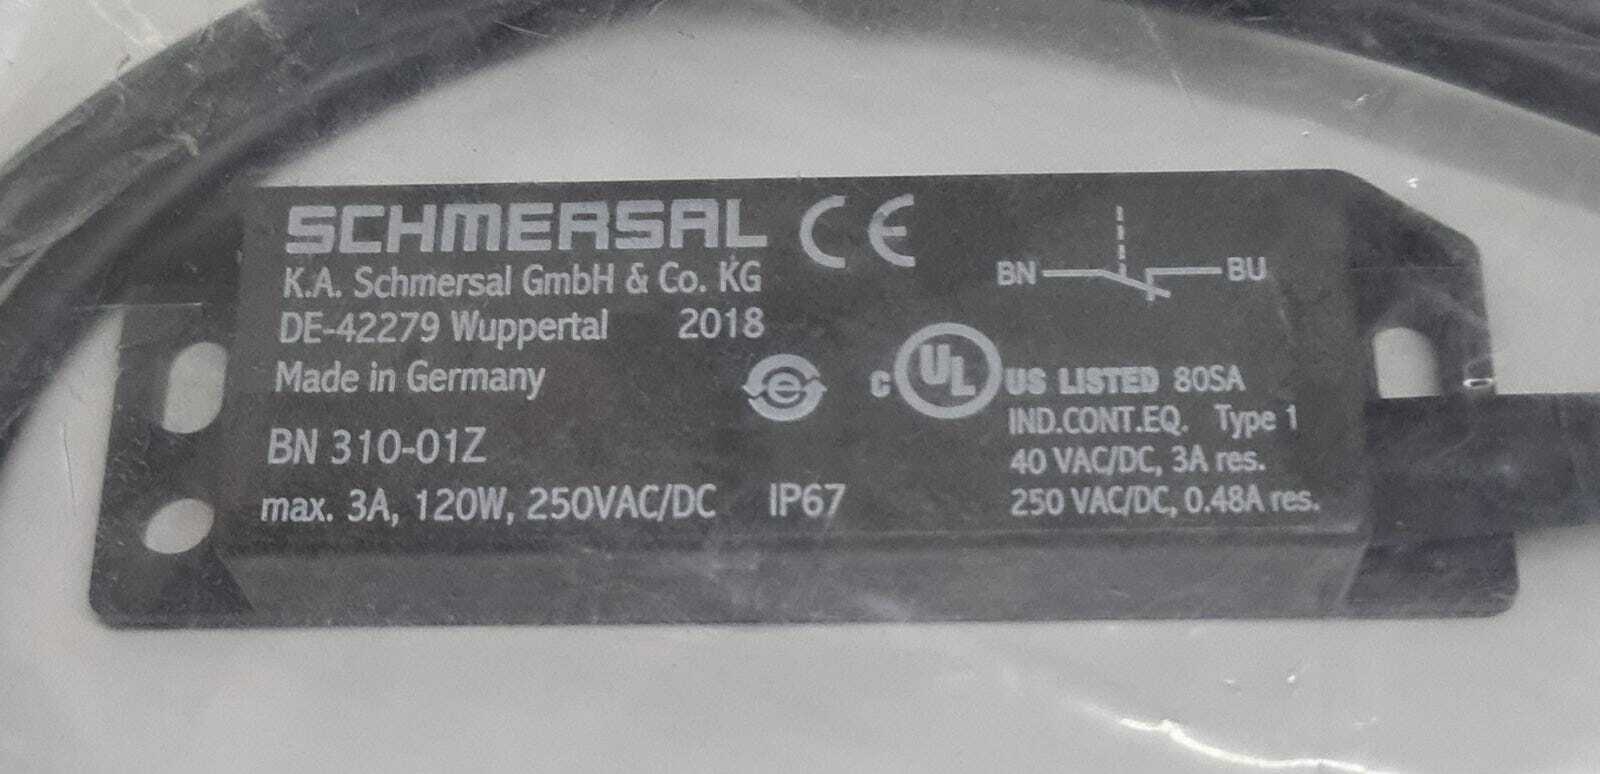 SCHMERSAL CE
K.A. Schmersal GmbH & Co. KG
DE-42279 Wuppertal 2018
Made in Germany
BN 310-01Z
max. 3A, 120W, 250VAC/DC IP67
BN BU
e
c UL US LISTED 80SA
IND.CONT.EQ. Type 1
40 VAC/DC, 3A res.
250 VAC/DC, 0.48A res.